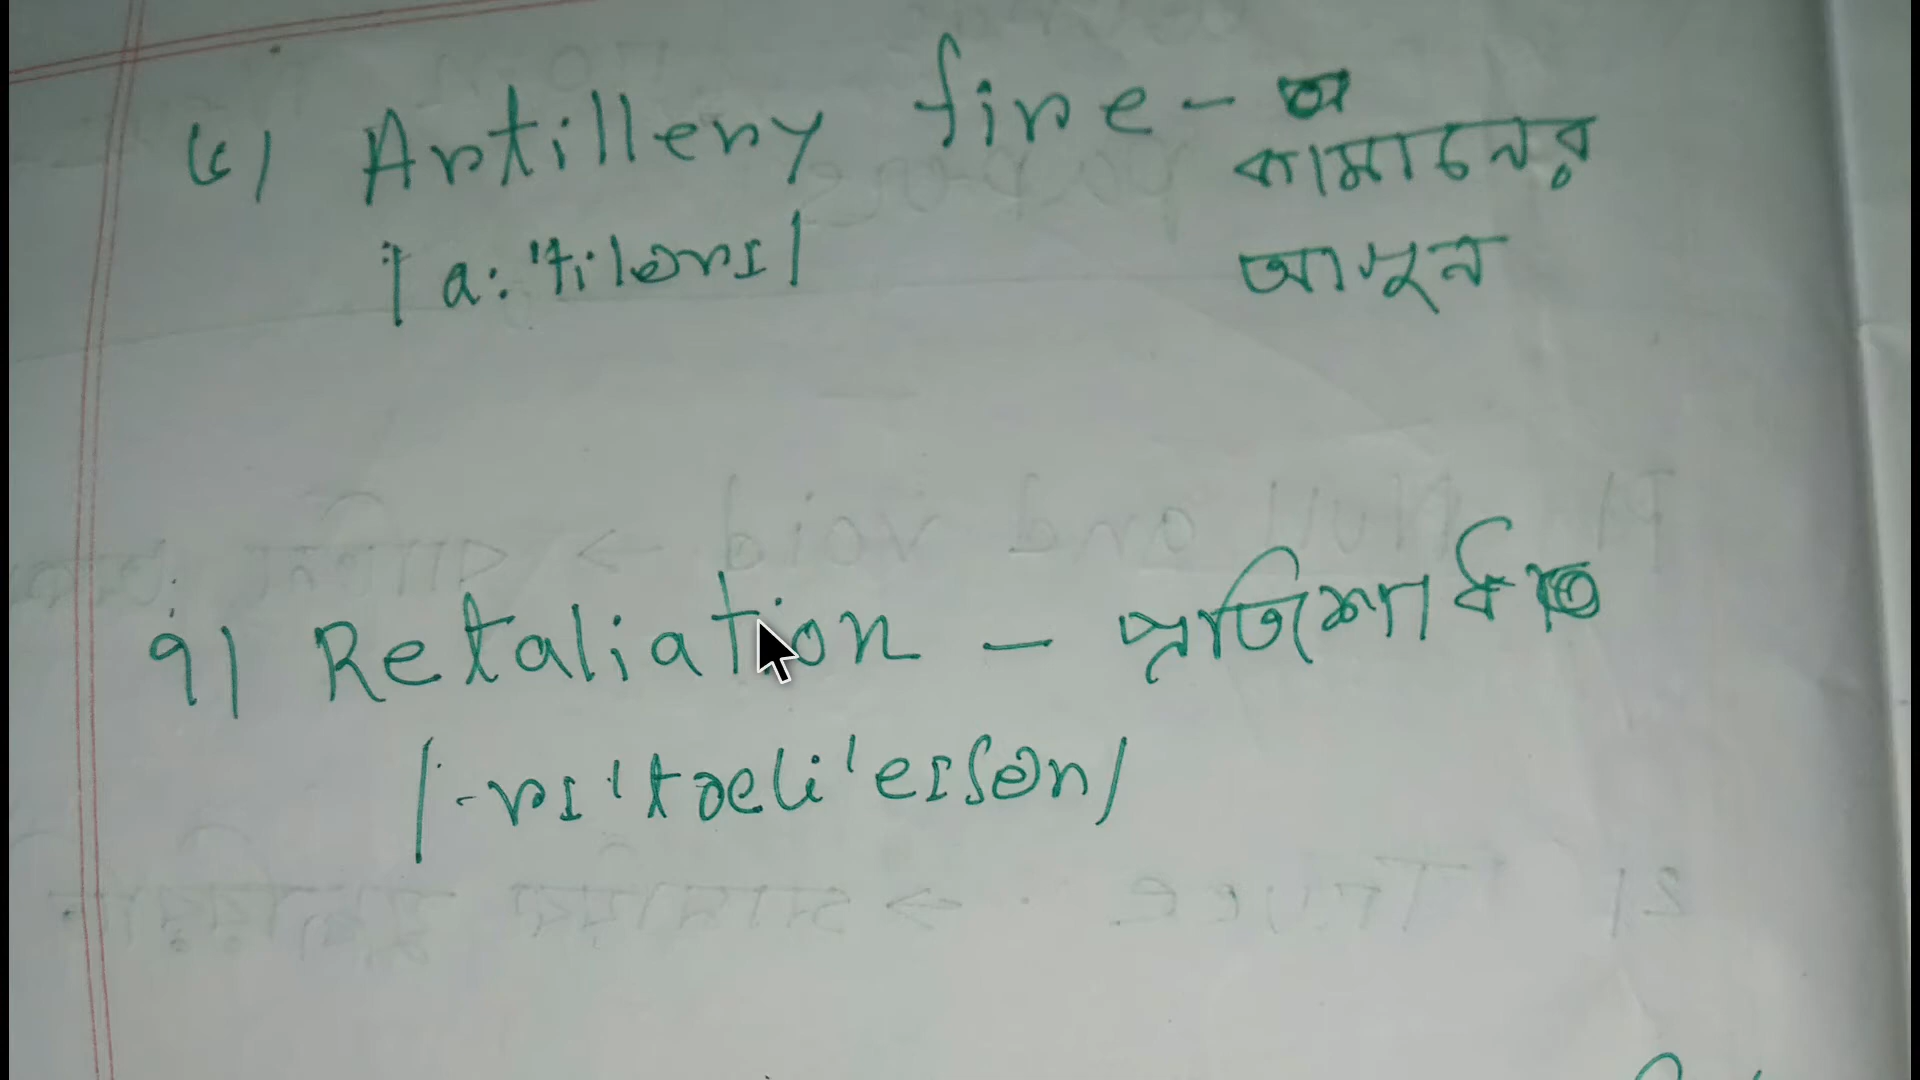 ৬। Artillery fire - কামানের
/a:'tiləri/ আগুন
৭। Retaliation - প্রতিশোধ
/-rɪ'tæli'eɪʃən/